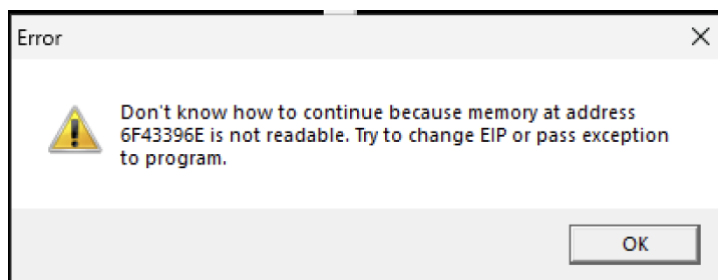 Error
Don't know how to continue because memory at address
6F43396E is not readable. Try to change EIP or pass exception
to program.
OK